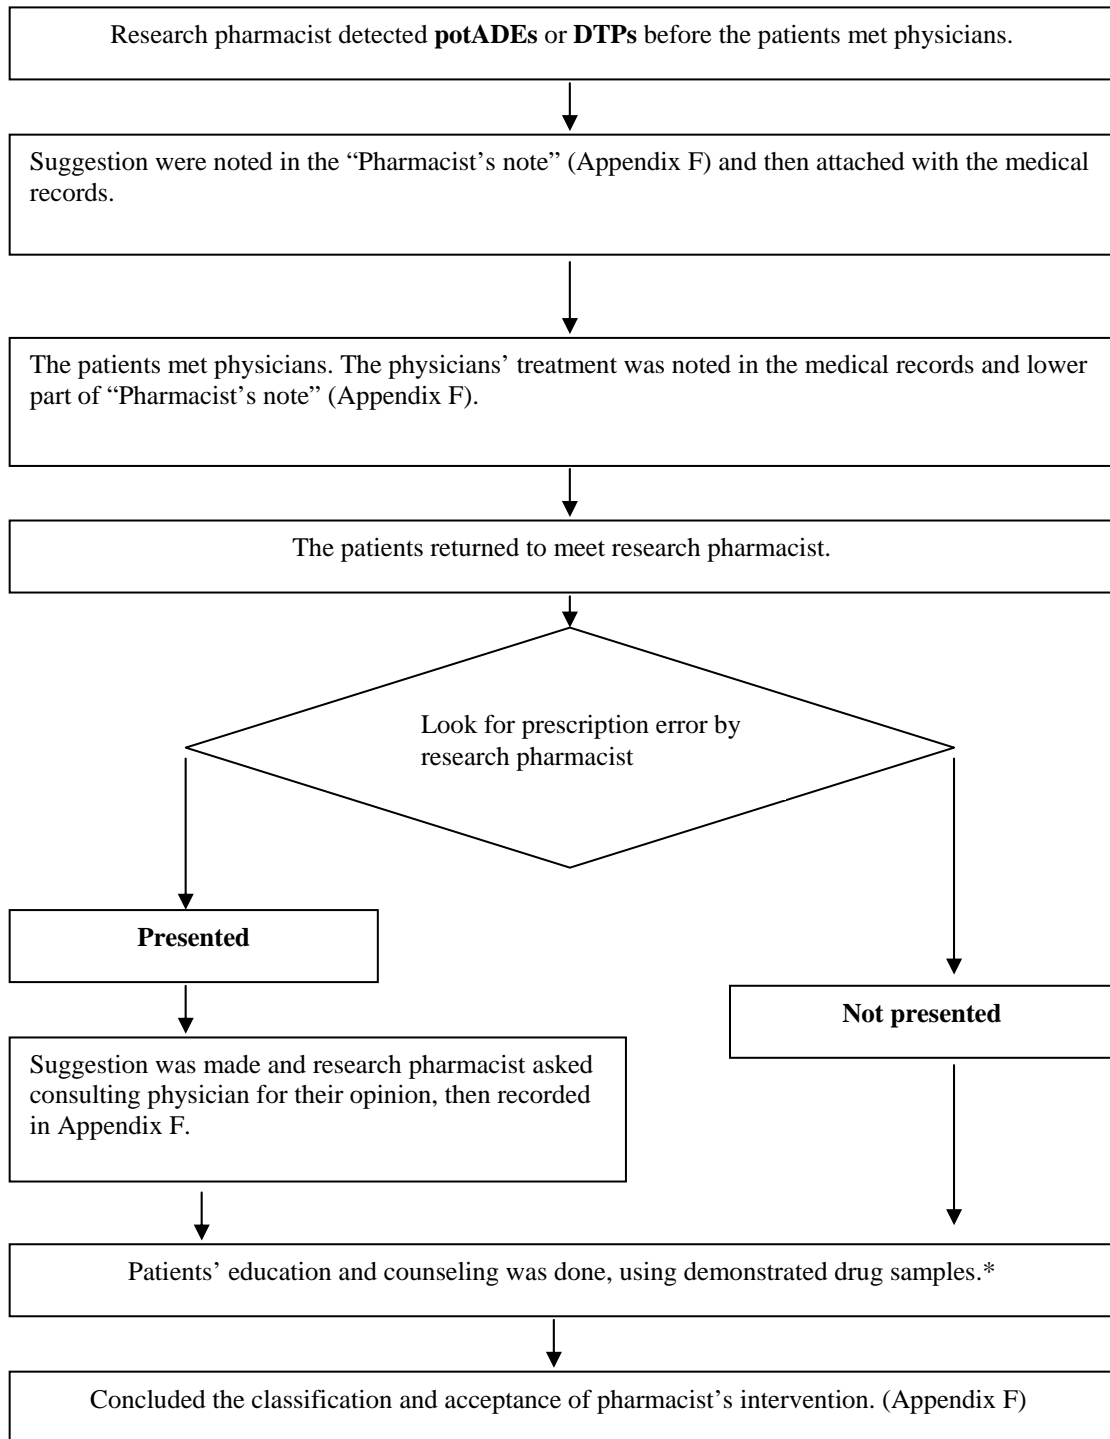 Research pharmacist detected potADEs or DTPs before the patients met physicians.
Suggestion were noted in the “Pharmacist’s note” (Appendix F) and then attached with the medical
records.
The patients met physicians. The physicians’ treatment was noted in the medical records and lower
part of “Pharmacist’s note” (Appendix F).
The patients returned to meet research pharmacist.
Look for prescription error by
research pharmacist
Presented
Not presented
Suggestion was made and research pharmacist asked
consulting physician for their opinion, then recorded
in Appendix F.
Patients’ education and counseling was done, using demonstrated drug samples.*
Concluded the classification and acceptance of pharmacist’s intervention. (Appendix F)